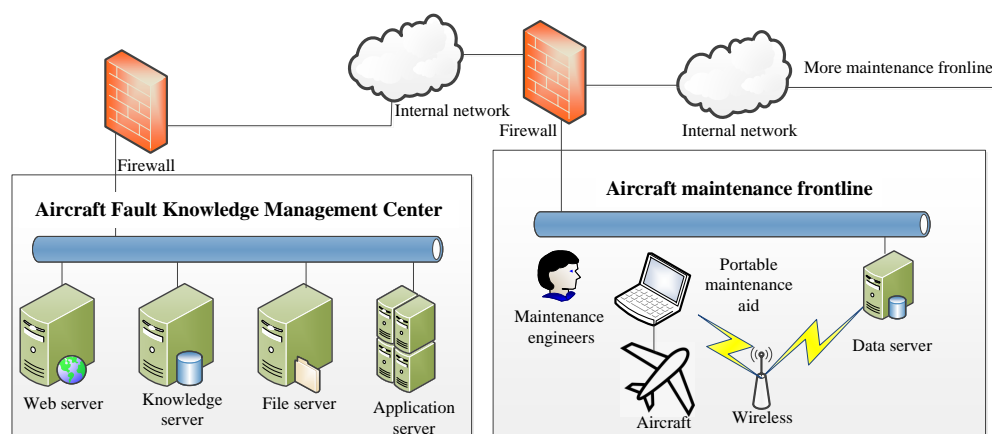 More maintenance fronline
Internal network
Firewall
Internal network
Firewall
Aircraft Fault Knowledge Management Center
Aircraft maintenance frontline
Portable
maintenance
aid
Maintenance
engineers
Data server
Web server
Knowledge
server
File server
Application
server
Aircraft
Wireless